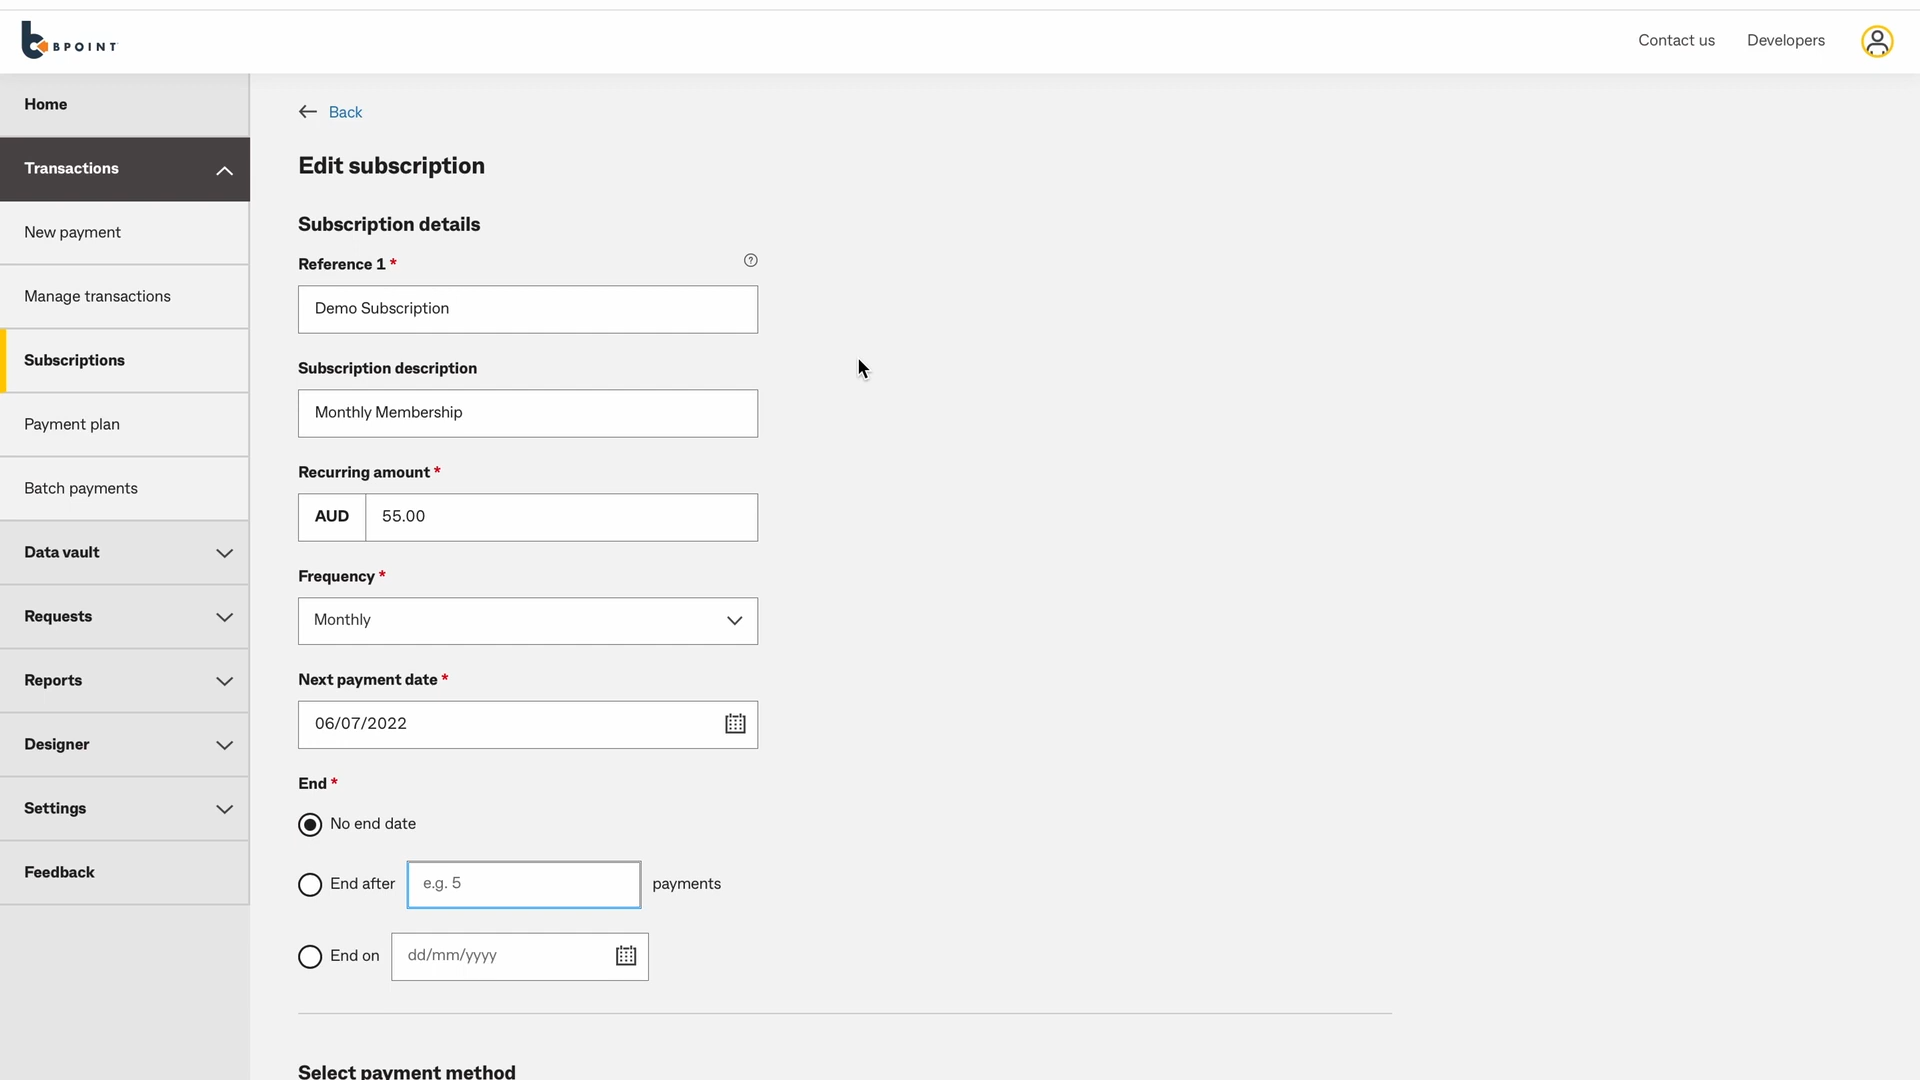 BPOINT
Contact us
Developers
Home
Transactions
New payment
Manage transactions
Subscriptions
Payment plan
Batch payments
Data vault
Requests
Reports
Designer
Settings
Feedback
Back
Edit subscription
Subscription details
Reference 1 *
?
Demo Subscription
Subscription description
Monthly Membership
Recurring amount *
AUD 55.00
Frequency *
Monthly
Next payment date *
06/07/2022
End *
No end date
End after e.g. 5 payments
End on dd/mm/yyyy
Select payment method